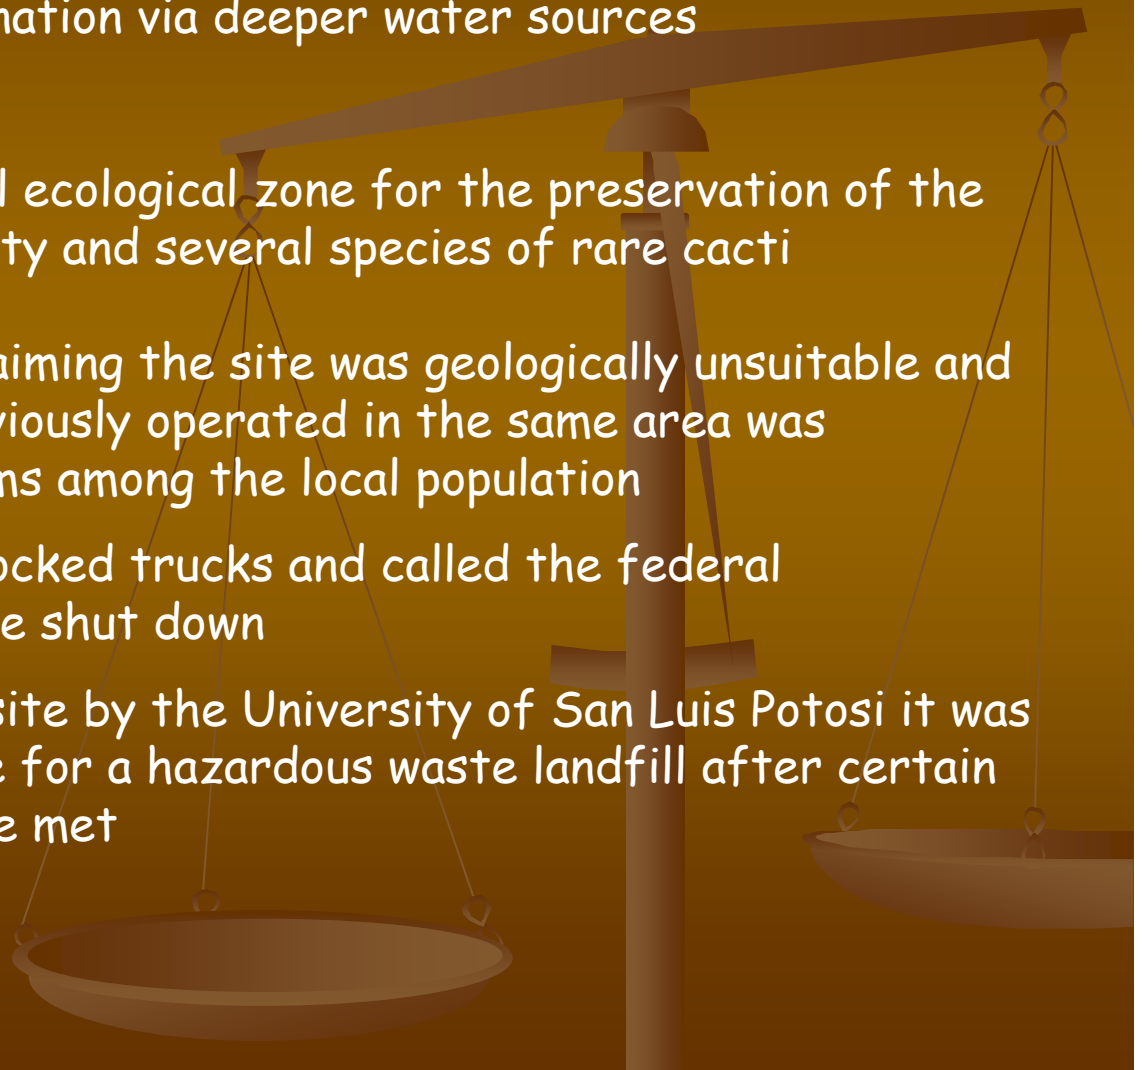 nation via deeper water sources
l ecological zone for the preservation of the
ty and several species of rare cacti
aiming the site was geologically unsuitable and
viously operated in the same area was
ms among the local population
ocked trucks and called the federal
e shut down
site by the University of San Luis Potosi it was
e for a hazardous waste landfill after certain
e met